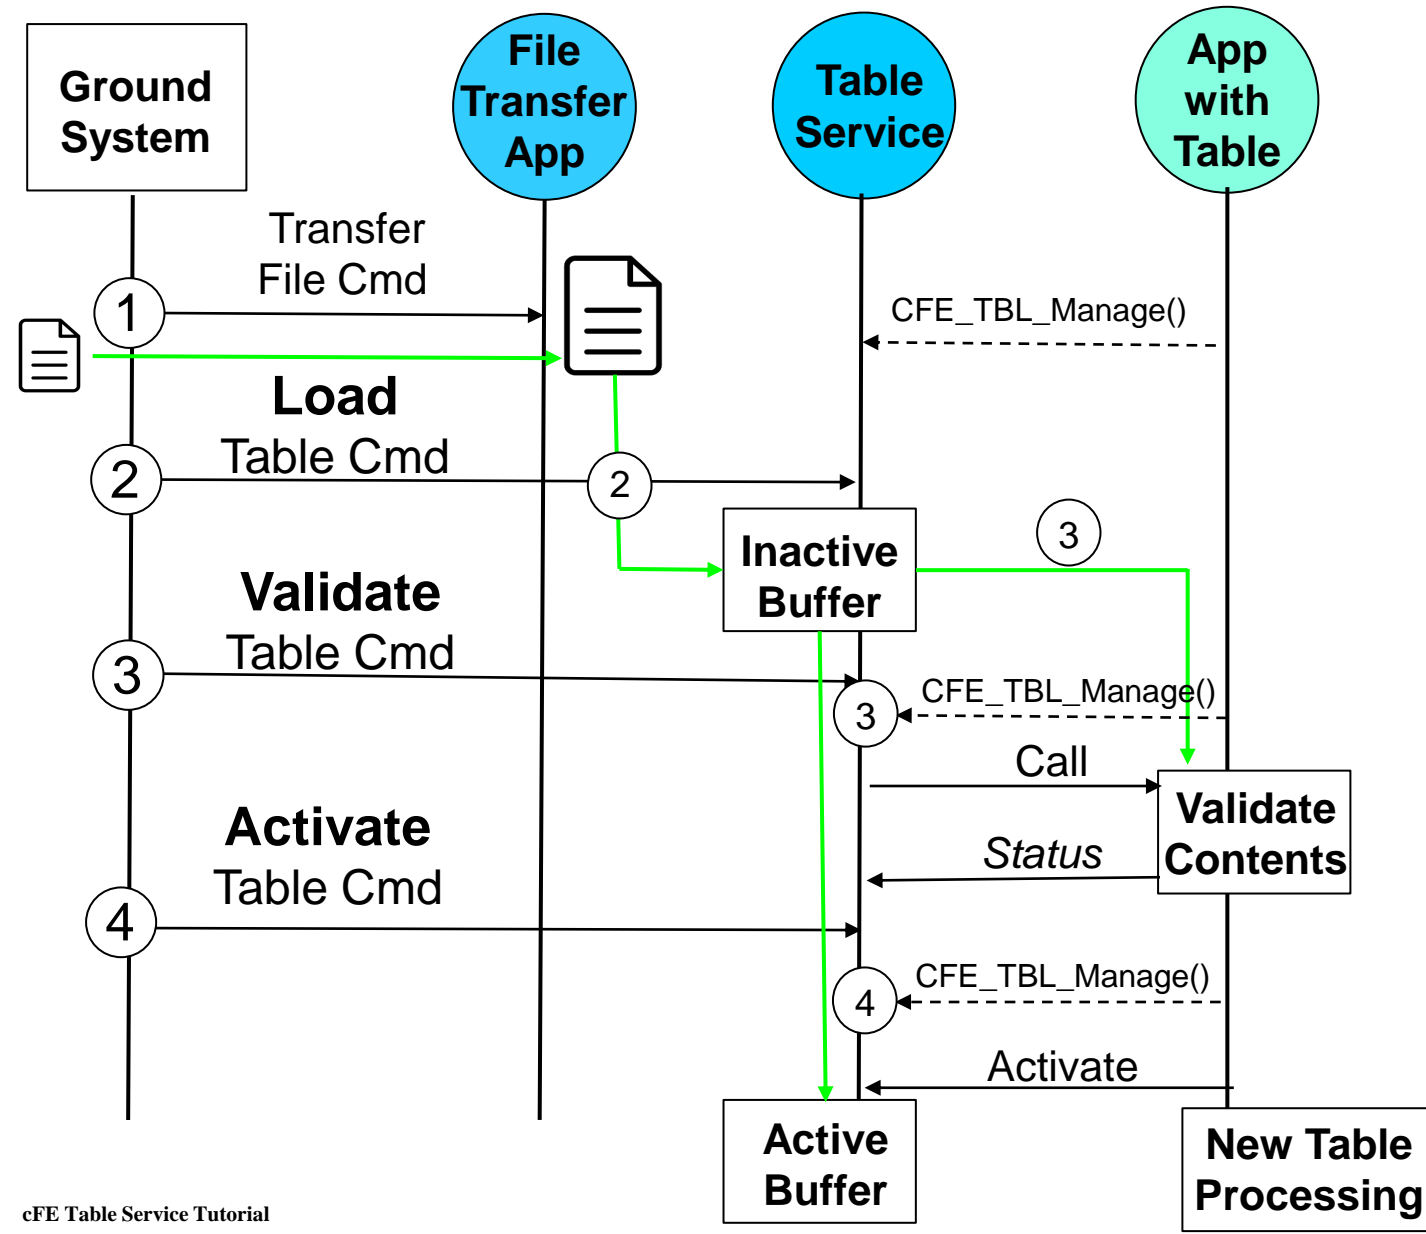 Ground
System
File
Transfer
App
Table
Service
App
with
Table
Transfer
File Cmd
1
CFE_TBL_Manage()
Load
Table Cmd
2
2
Inactive
Buffer
3
Validate
Table Cmd
3
3
CFE_TBL_Manage()
Call
Validate
Contents
Status
Activate
Table Cmd
4
4
CFE_TBL_Manage()
Activate
Active
Buffer
New Table
Processing
cFE Table Service Tutorial